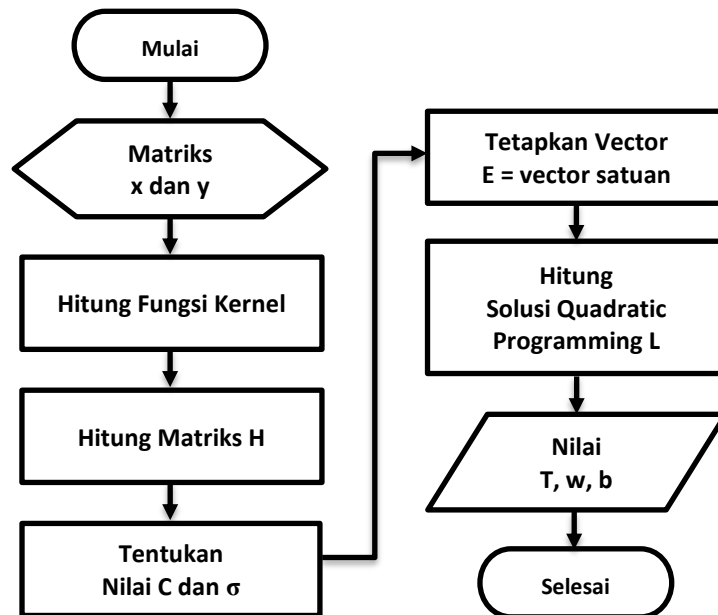 Mulai
Matriks
x dan y
Hitung Fungsi Kernel
Hitung Matriks H
Tentukan
Nilai C dan σ
Tetapkan Vector
E = vector satuan
Hitung
Solusi Quadratic
Programming L
Nilai
T, w, b
Selesai